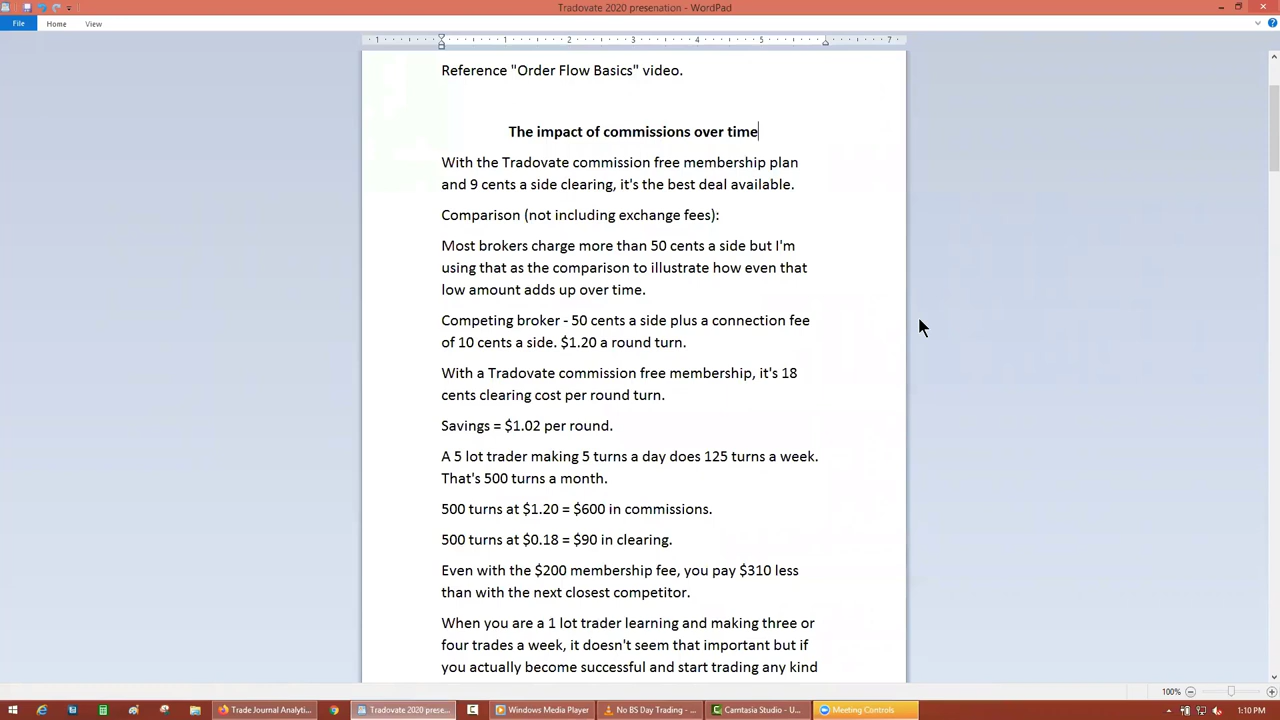 Tradovate 2020 presenation - WordPad
File Home View
1 1 2 3 4 5 7
Reference "Order Flow Basics" video.
The impact of commissions over time
With the Tradovate commission free membership plan
and 9 cents a side clearing, it's the best deal available.
Comparison (not including exchange fees):
Most brokers charge more than 50 cents a side but I'm
using that as the comparison to illustrate how even that
low amount adds up over time.
Competing broker - 50 cents a side plus a connection fee
of 10 cents a side. $1.20 a round turn.
With a Tradovate commission free membership, it's 18
cents clearing cost per round turn.
Savings = $1.02 per round.
A 5 lot trader making 5 turns a day does 125 turns a week.
That's 500 turns a month.
500 turns at $1.20 = $600 in commissions.
500 turns at $0.18 = $90 in clearing.
Even with the $200 membership fee, you pay $310 less
than with the next closest competitor.
When you are a 1 lot trader learning and making three or
four trades a week, it doesn't seem that important but if
you actually become successful and start trading any kind
100%
Trade Journal Analyti... Tradovate 2020 prese... Windows Media Player No BS Day Trading - ... Camtasia Studio - U... Meeting Controls 1:10 PM